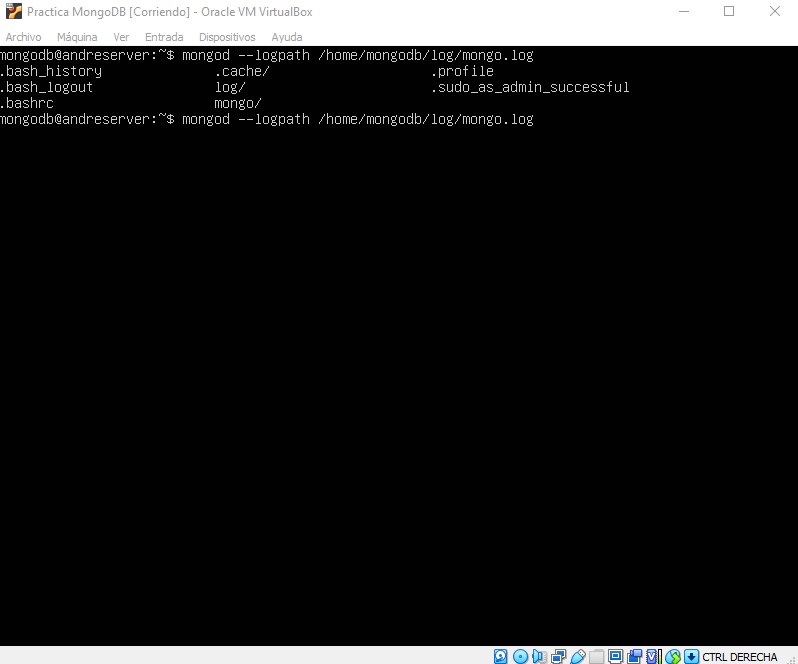 Practica MongoDB [Corriendo] - Oracle VM VirtualBox
Archivo Máquina Ver Entrada Dispositivos Ayuda
mongodb@andreserver:~$ mongod --logpath /home/mongodb/log/mongo.log
.bash_history .cache/ .profile
.bash_logout log/ .sudo_as_admin_successful
.bashrc mongo/
mongodb@andreserver:~$ mongod --logpath /home/mongodb/log/mongo.log
CTRL DERECHA